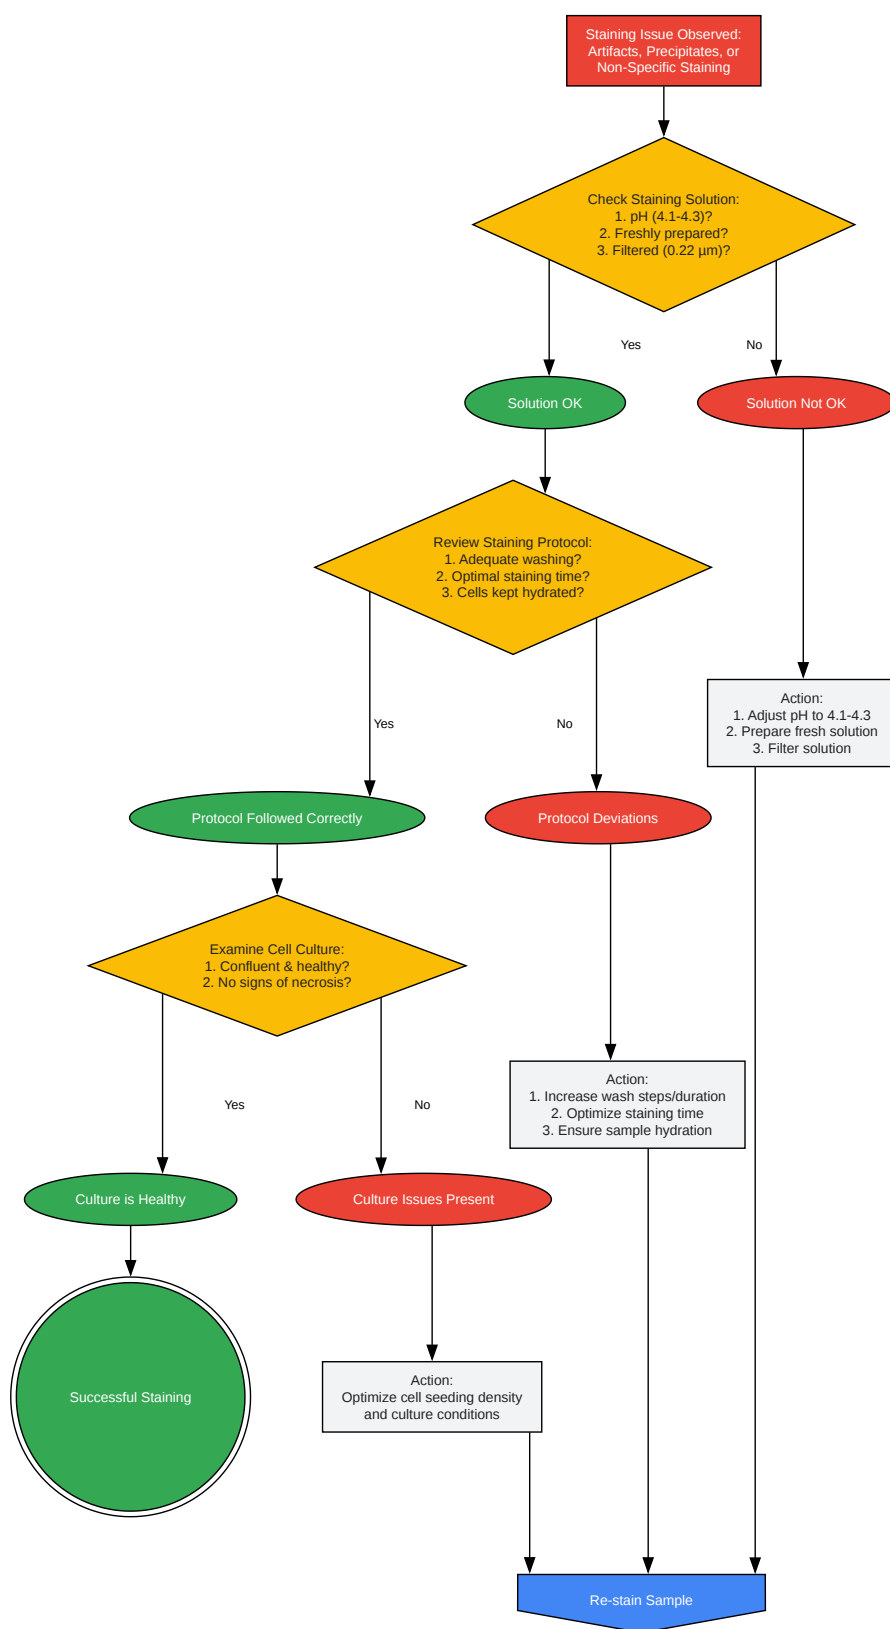 Staining Issue Observed:
Artifacts, Precipitates, or
Non-Specific Staining
Check Staining Solution:
1. pH (4.1-4.3)?
2. Freshly prepared?
3. Filtered (0.22 µm)?
Yes
No
Solution OK
Solution Not OK
Review Staining Protocol:
1. Adequate washing?
2. Optimal staining time?
3. Cells kept hydrated?
Action:
1. Adjust pH to 4.1-4.3
2. Prepare fresh solution
3. Filter solution
Yes
No
Protocol Followed Correctly
Protocol Deviations
Examine Cell Culture:
1. Confluent & healthy?
2. No signs of necrosis?
Action:
1. Increase wash steps/duration
2. Optimize staining time
3. Ensure sample hydration
Yes
No
Culture is Healthy
Culture Issues Present
Successful Staining
Action:
Optimize cell seeding density
and culture conditions
Re-stain Sample